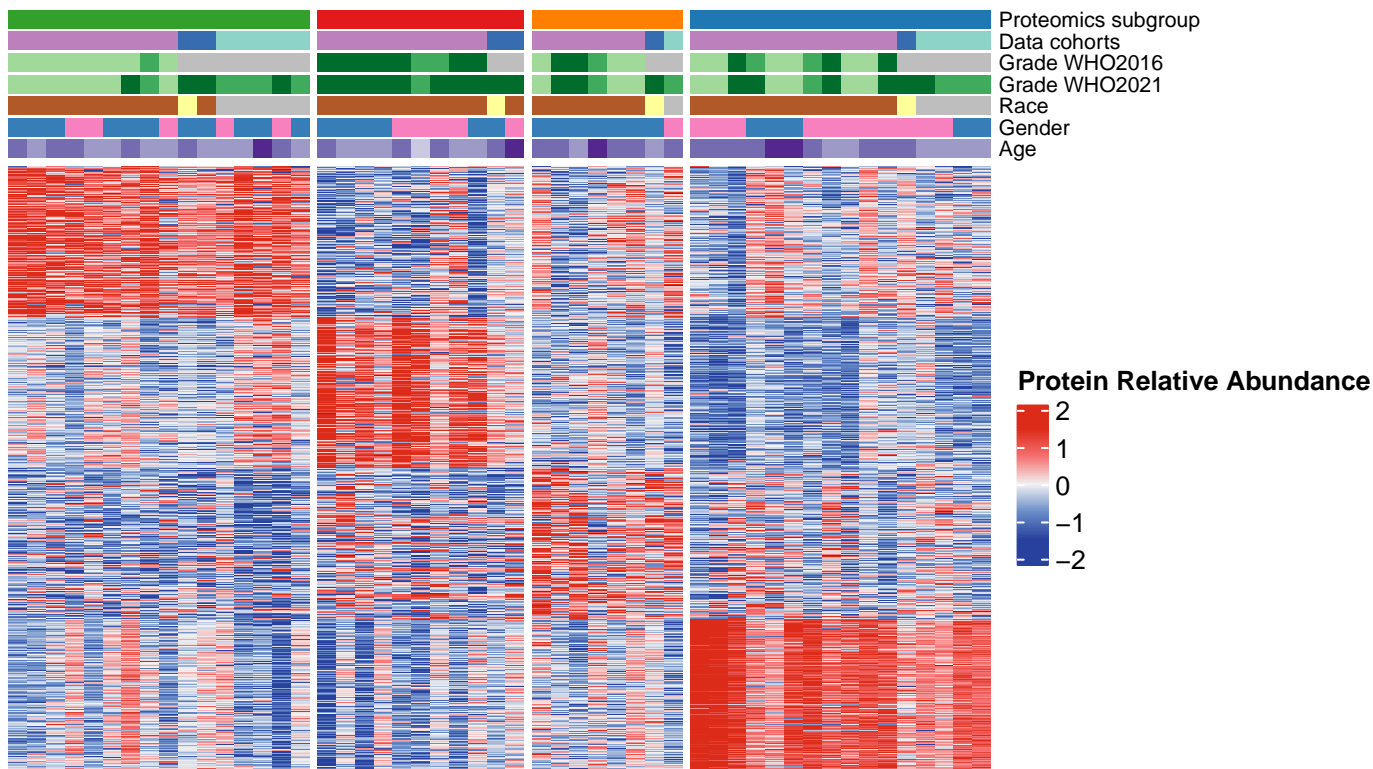 Proteomics subgroup
Data cohorts
Grade WHO2016
Grade WHO2021
Race
Gender
Age
Protein Relative Abundance
2
1
0
−1
−2